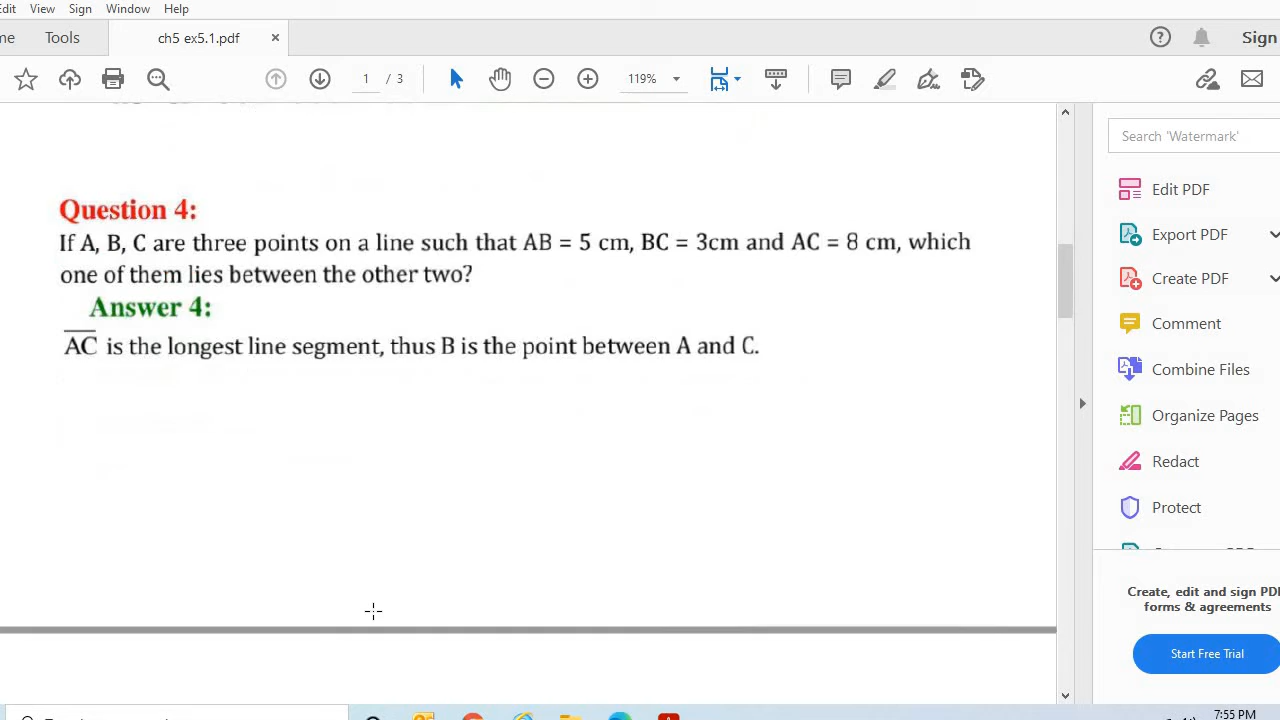 Edit View Sign Window Help
me Tools ch5 ex5.1.pdf × ? Sign
1 / 3 119%
Search 'Watermark'
Edit PDF
Export PDF
Create PDF
Comment
Combine Files
Organize Pages
Redact
Protect
Question 4:
If A, B, C are three points on a line such that AB = 5 cm, BC = 3cm and AC = 8 cm, which
one of them lies between the other two?
Answer 4:
AC is the longest line segment, thus B is the point between A and C.
Create, edit and sign PD
forms & agreements
Start Free Trial
7:55 PM